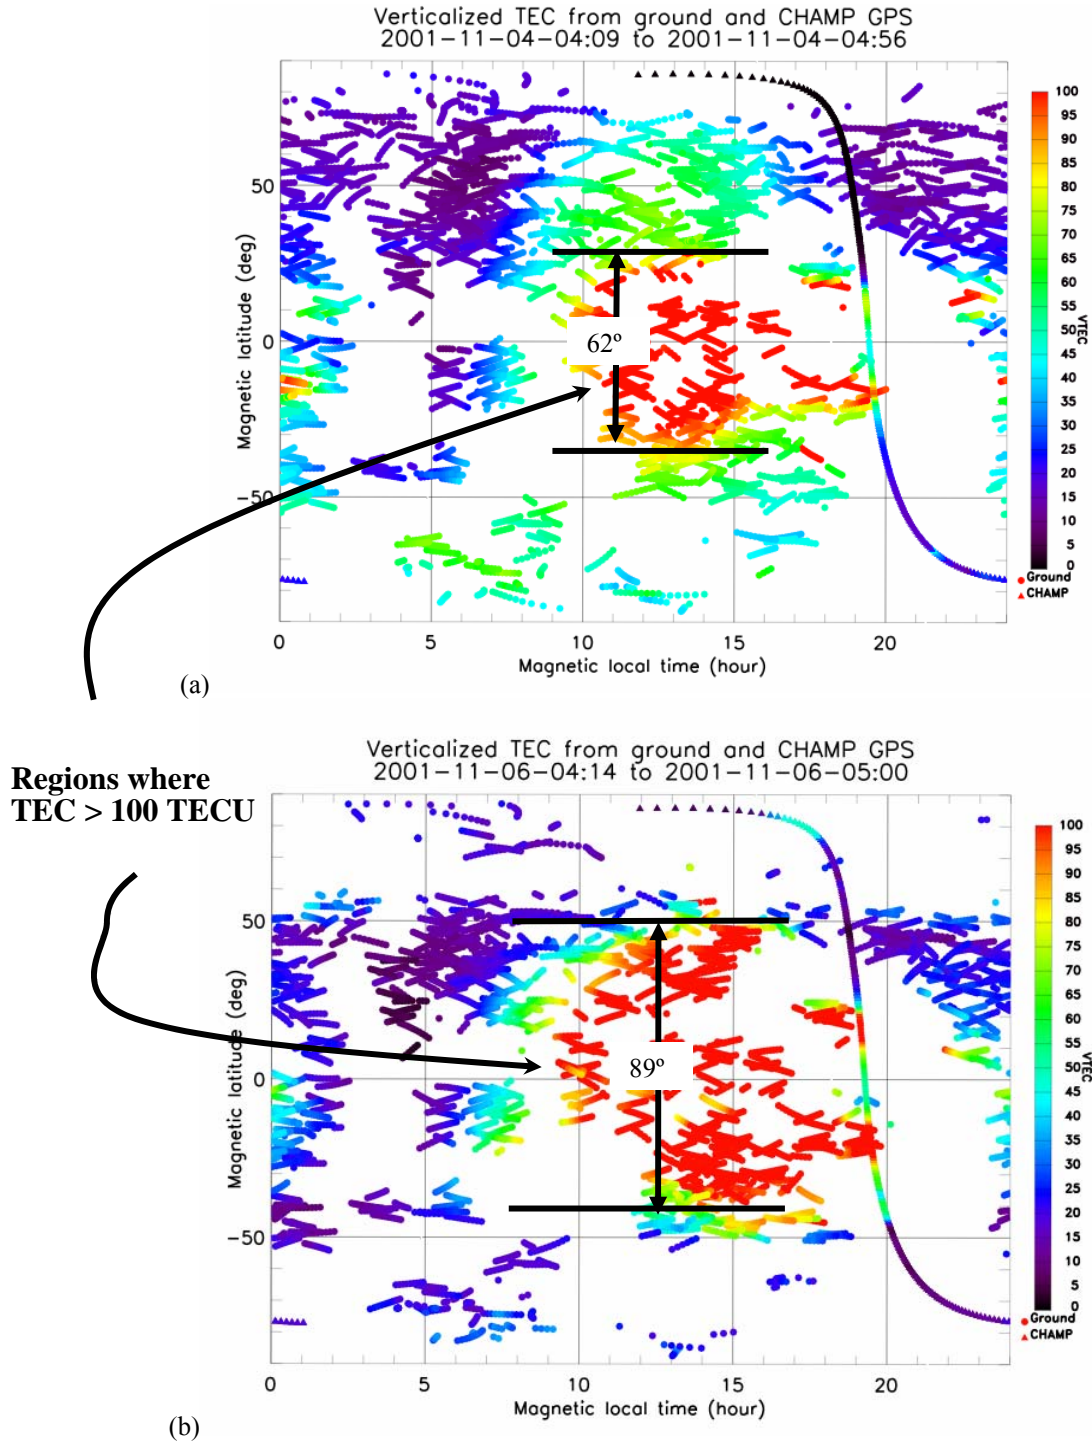 Verticalized TEC from ground and CHAMP GPS
2001-11-04-04:09 to 2001-11-04-04:56
Magnetic latitude (deg)
50
0
-50
62º
0
5
10
15
20
Magnetic local time (hour)
100
95
90
85
80
75
70
65
60
55
50
45
40
35
30
25
20
15
10
5
0
VTEC
Ground
CHAMP
(a)
Regions where
TEC > 100 TECU
Verticalized TEC from ground and CHAMP GPS
2001-11-06-04:14 to 2001-11-06-05:00
Magnetic latitude (deg)
50
0
-50
89º
0
5
10
15
20
Magnetic local time (hour)
100
95
90
85
80
75
70
65
60
55
50
45
40
35
30
25
20
15
10
5
0
VTEC
Ground
CHAMP
(b)